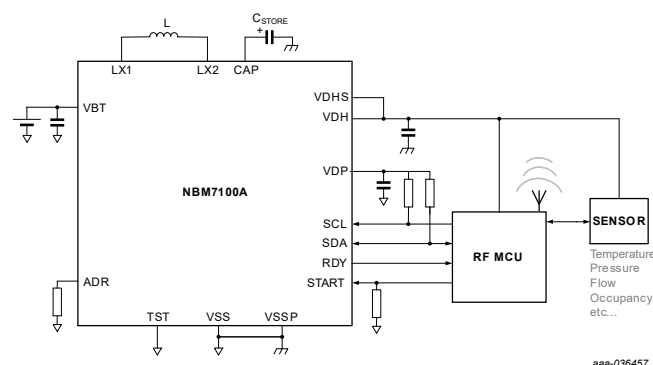 L
CSTORE
+
LX1
LX2
CAP
VBT
VDHS
VDH
VDP
NBM7100A
SCL
SDA
RDY
START
ADR
TST
VSS
VSSP
RF MCU
SENSOR
Temperature
Pressure
Flow
Occupancy
etc...
aaa-036457